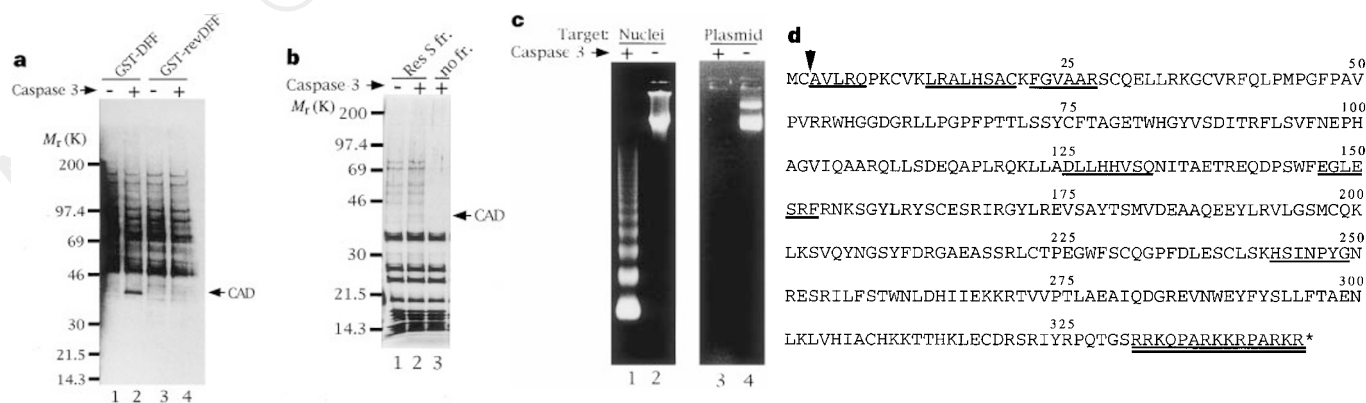 a
GST-DFF
GST-revDFF
Caspase 3
- + - +
Mr (K)
200
97.4
69
46
CAD
30
21.5
14.3
1 2 3 4
b
Res S fr.
no fr.
Caspase 3
- + +
Mr (K)
200
97.4
69
46
CAD
30
21.5
14.3
1 2 3
c
Target: Nuclei Plasmid
Caspase 3
+ - + -
1 2 3 4
d
25 50
MCAVLRQPKCVKLRALHSACKFGVAARSCQELLRKGCVRFQLPMPGFPAV
75 100
PVRRWHGGDGRLLPGPFPTTLSSYCFTAGETWHGYVSDITRFLSVFNEPH
125 150
AGVIQAARQLLSDEQAPLRQKLLADLLHHVSQNITAETREQDPSWFEGLE
175 200
SRFRNKSGYLRYSCESRIRGYLREVSAYTSMVDEAAQEEYLRVLGSMCQK
225 250
LKSVQYNGSYFDRGAEASSRLCTPEGWFSCQGPFDLESCLSKHSINPYGN
275 300
RESRILFSTWNLDHIIEKKRTVVPTLAEAIQDGREVNWEYFYSLLFTAEN
325
LKLVHIACHKKTTHKLECDRSRIYRPQTGSRRKQPARKKRPARKR*